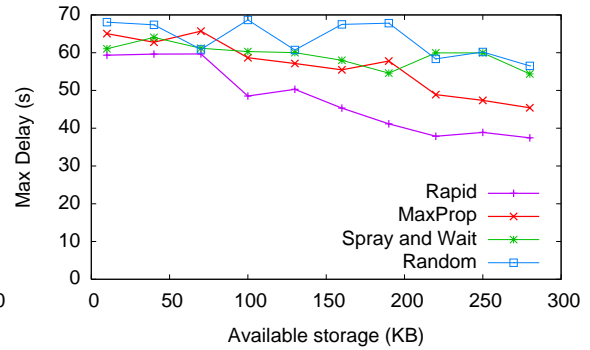 70
60
50
40
30
20
10
0
Max Delay (s)
Rapid
MaxProp
Spray and Wait
Random
0 50 100 150 200 250 300
0
Available storage (KB)